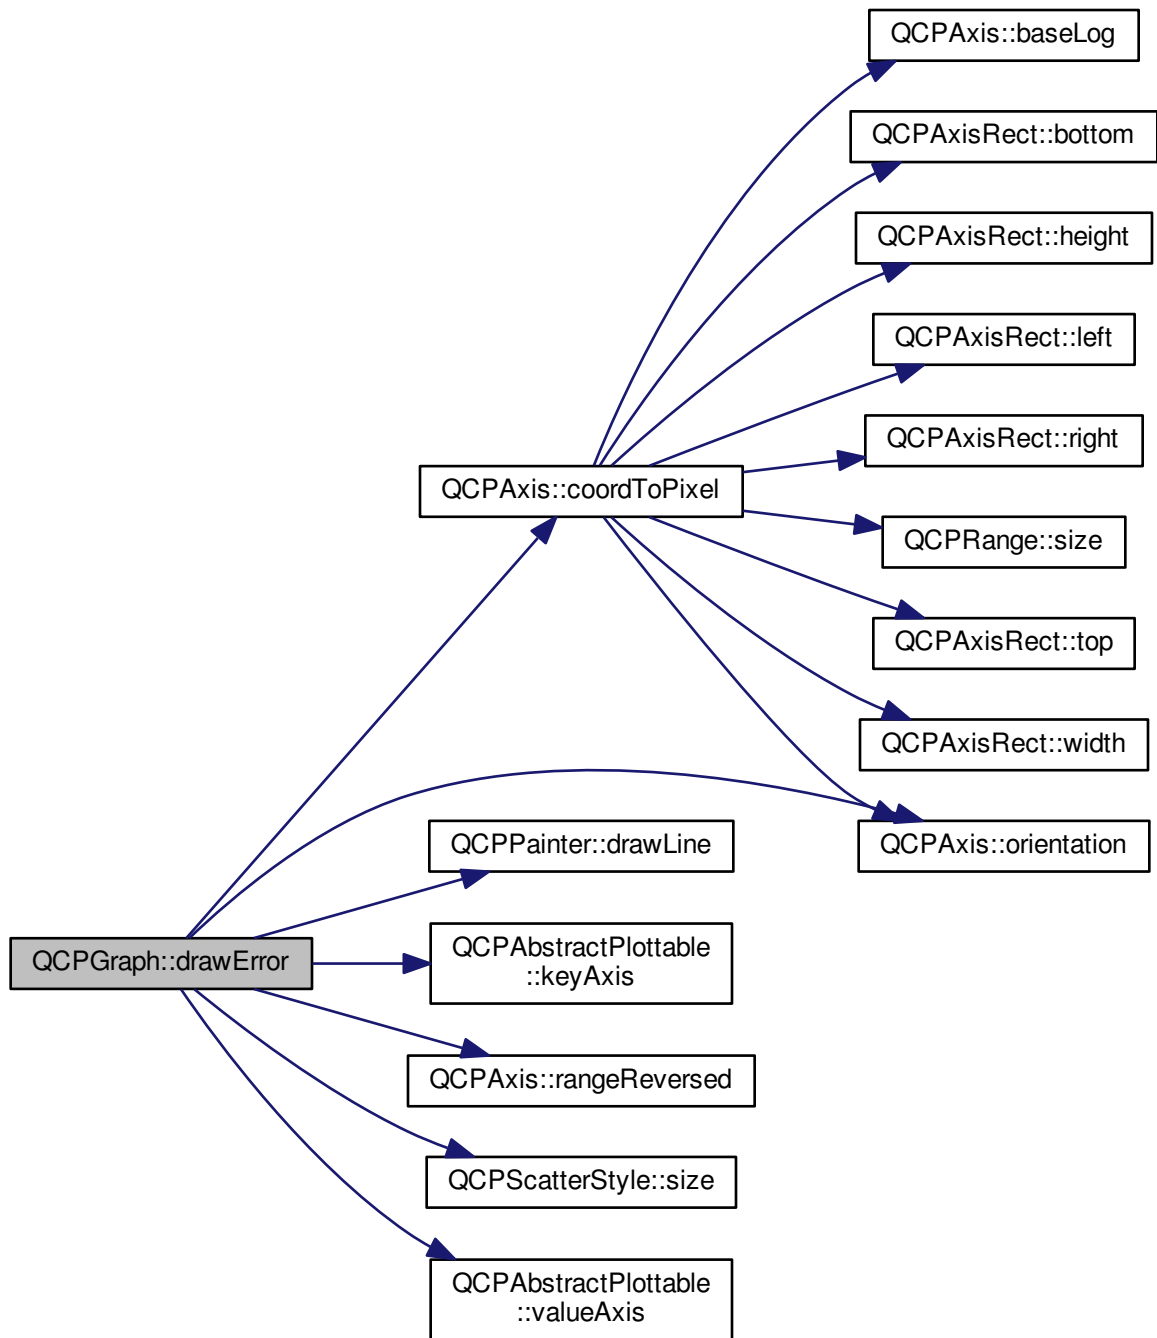 QCPAxis::baseLog
QCPAxisRect::bottom
QCPAxisRect::height
QCPAxisRect::left
QCPAxisRect::right
QCPAxis::coordToPixel
QCPRange::size
QCPAxisRect::top
QCPAxisRect::width
QCPPainter::drawLine
QCPAxis::orientation
QCPGraph::drawError
QCPAbstractPlottable
::keyAxis
QCPAxis::rangeReversed
QCPScatterStyle::size
QCPAbstractPlottable
::valueAxis